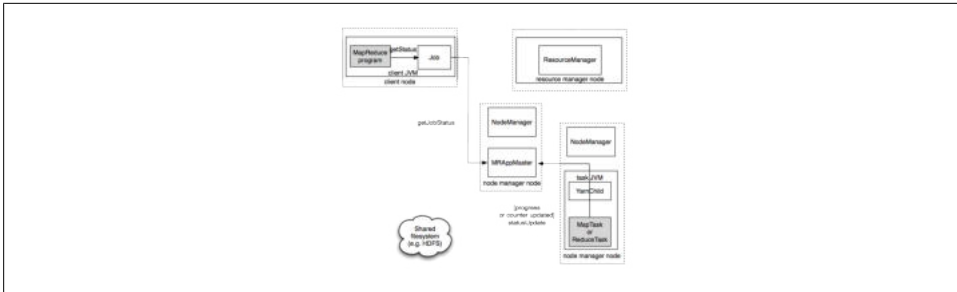 MapReduce
program
getStatus
Job
client JVM
client node
ResourceManager
resource manager node
getJobStatus
NodeManager
MRAppMaster
node manager node
NodeManager
task JVM
YarnChild
[progress
or counter updated]
statusUpdate
MapTask
or
ReduceTask
node manager node
Shared
filesystem
(e.g. HDFS)